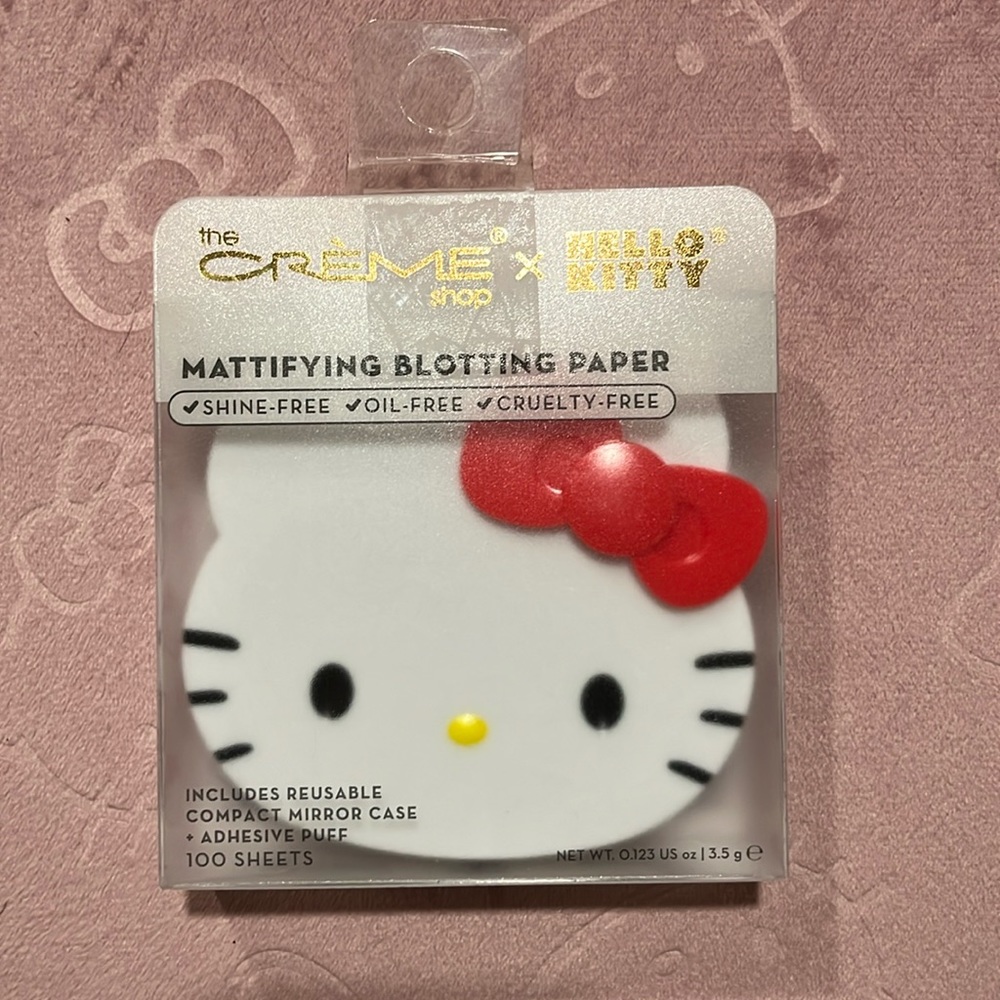 the
CRÈME® x HELLO®
shop KITTY
MATTIFYING BLOTTING PAPER
✓SHINE-FREE ✓OIL-FREE ✓CRUELTY-FREE
INCLUDES REUSABLE
COMPACT MIRROR CASE
+ ADHESIVE PUFF
100 SHEETS
NET WT. 0.123 US oz | 3.5 g ℮